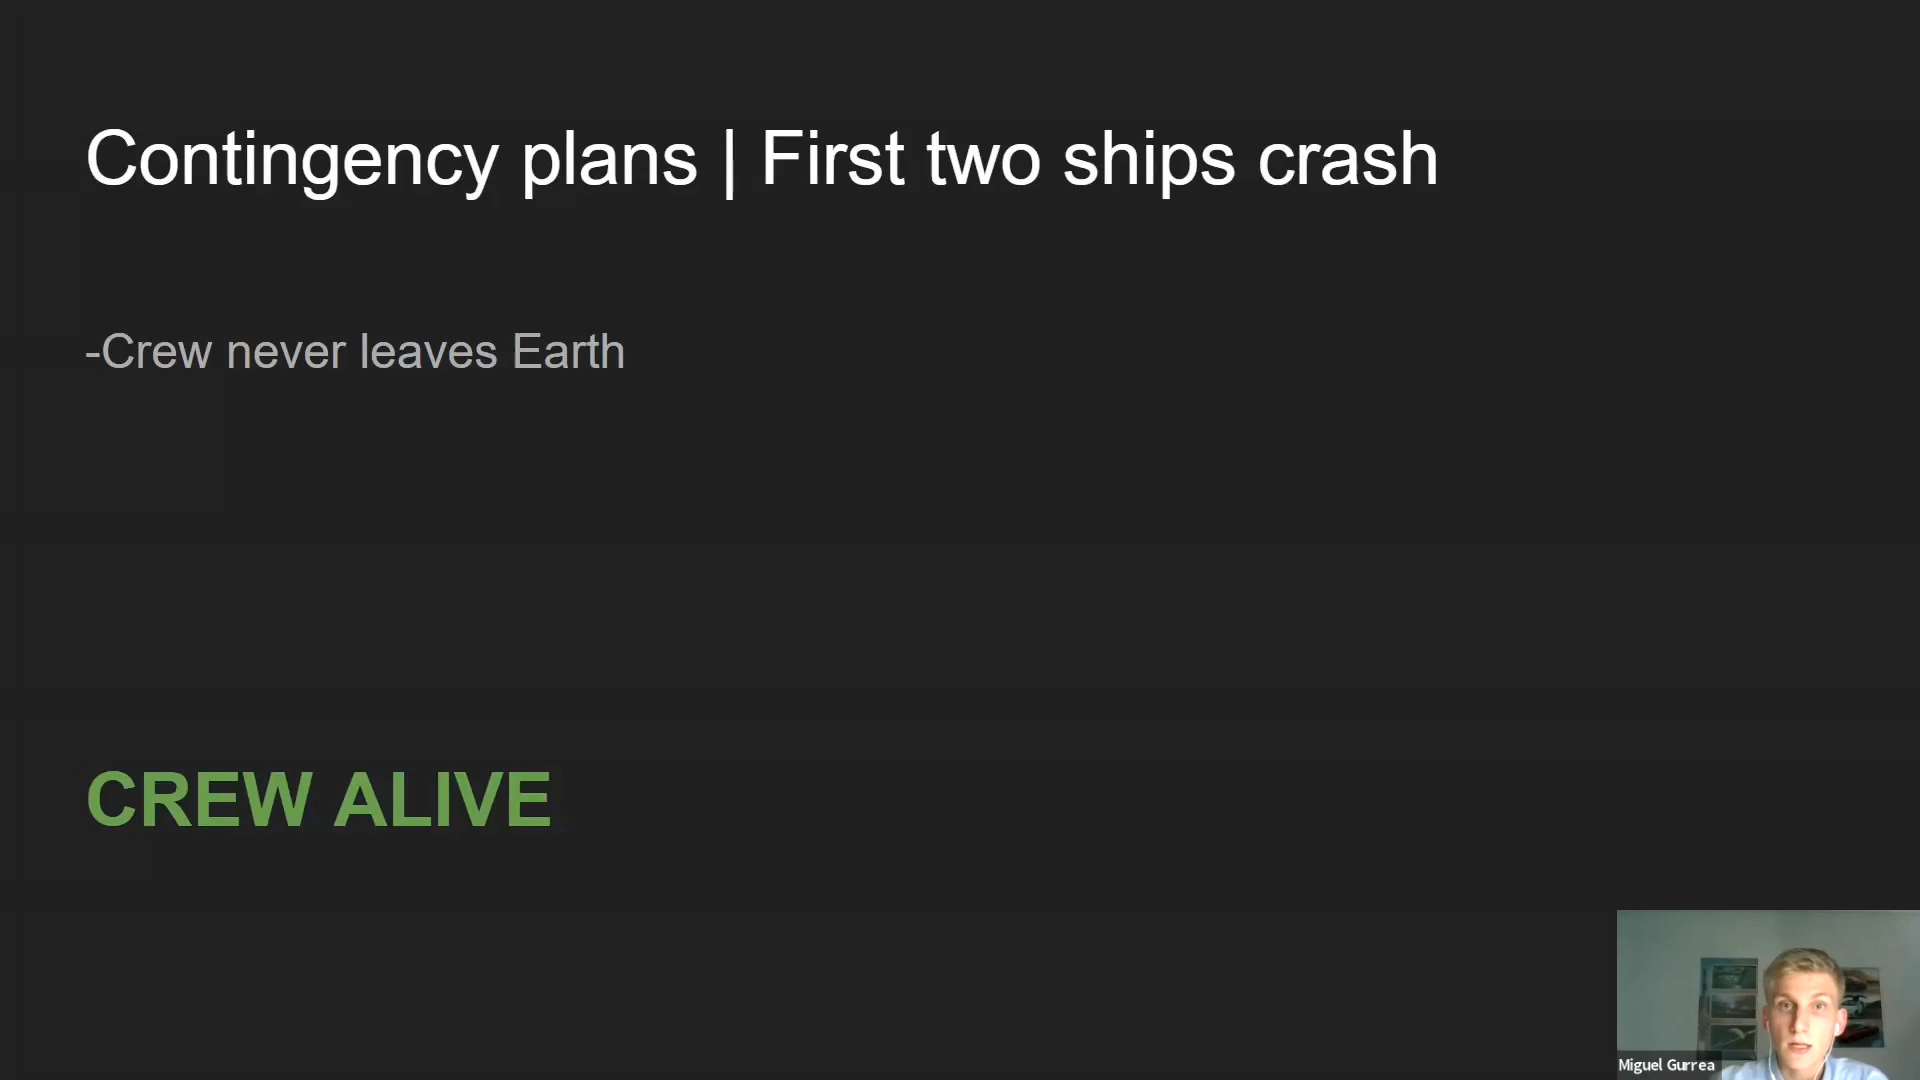 Contingency plans | First two ships crash
-Crew never leaves Earth
CREW ALIVE
Miguel Gurrea